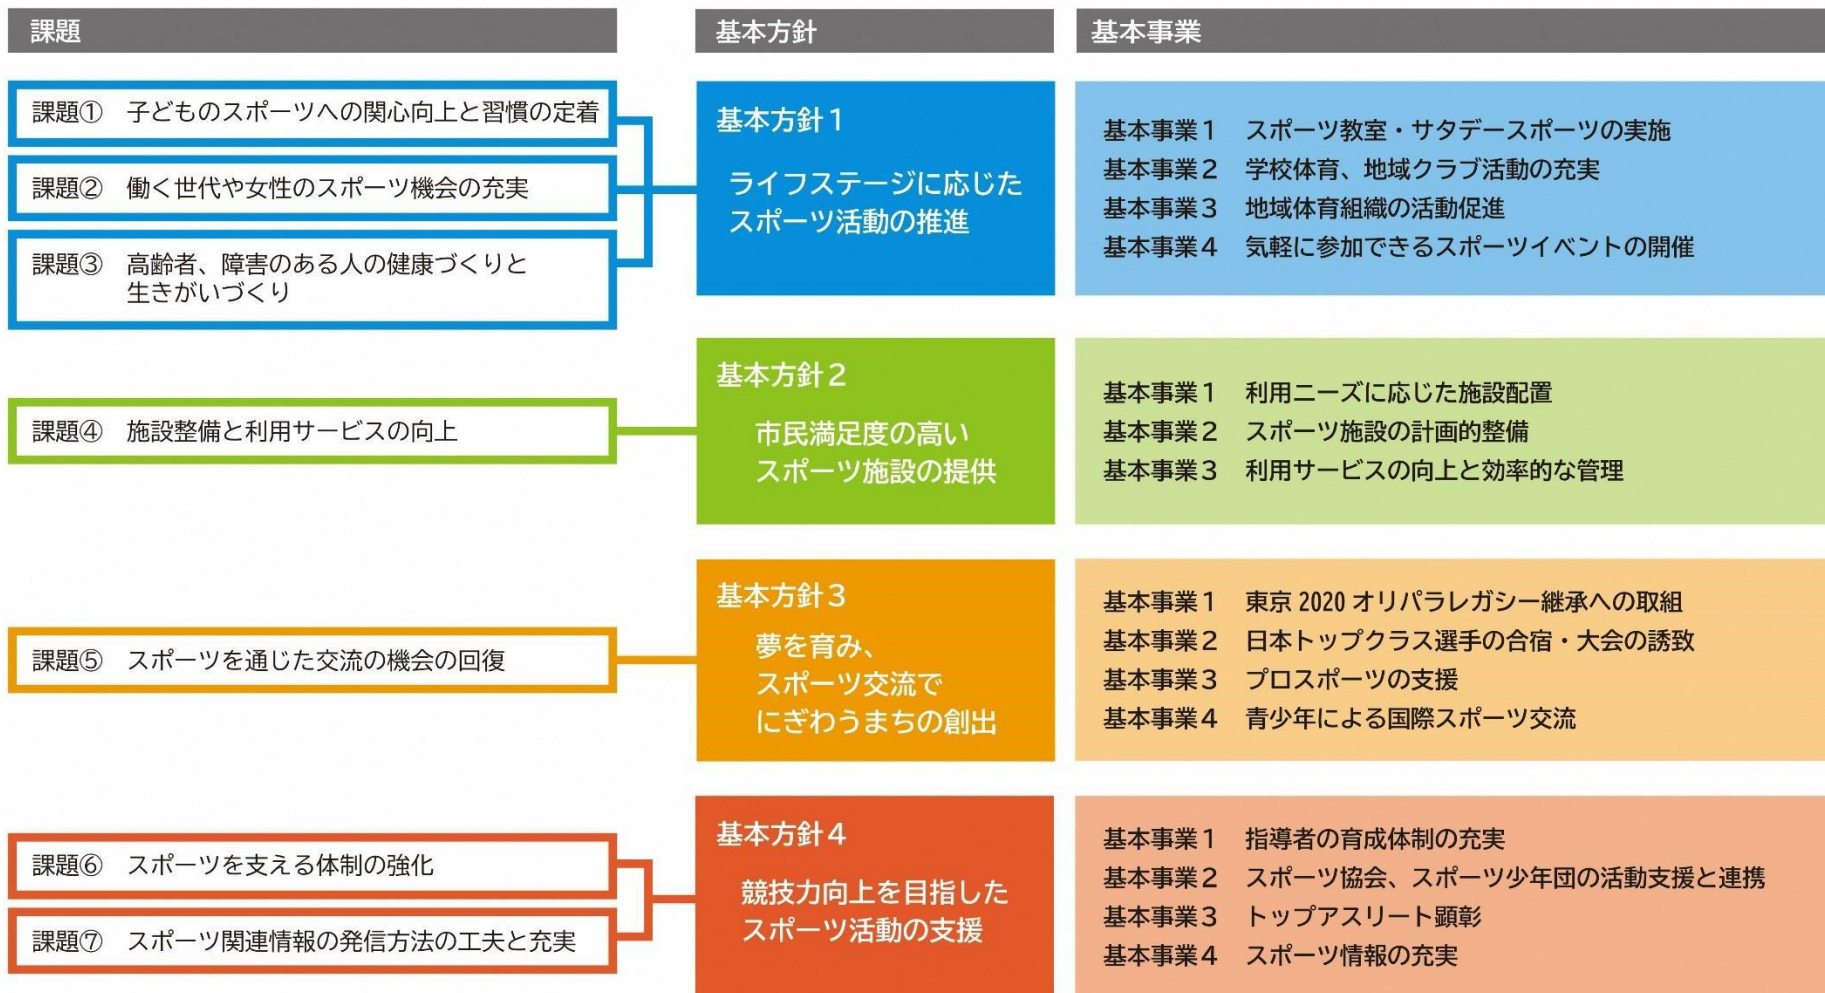 課題
基本方針
基本事業
課題① 子どものスポーツへの関心向上と習慣の定着
課題② 働く世代や女性のスポーツ機会の充実
課題③ 高齢者、障害のある人の健康づくりと
生きがいづくり
基本方針1
ライフステージに応じた
スポーツ活動の推進
基本事業1 スポーツ教室・サタデースポーツの実施
基本事業2 学校体育、地域クラブ活動の充実
基本事業3 地域体育組織の活動促進
基本事業4 気軽に参加できるスポーツイベントの開催
課題④ 施設整備と利用サービスの向上
基本方針2
市民満足度の高い
スポーツ施設の提供
基本事業1 利用ニーズに応じた施設配置
基本事業2 スポーツ施設の計画的整備
基本事業3 利用サービスの向上と効率的な管理
課題⑤ スポーツを通じた交流の機会の回復
基本方針3
夢を育み、
スポーツ交流で
にぎわうまちの創出
基本事業1 東京2020オリパラレガシー継承への取組
基本事業2 日本トップクラス選手の合宿・大会の誘致
基本事業3 プロスポーツの支援
基本事業4 青少年による国際スポーツ交流
課題⑥ スポーツを支える体制の強化
課題⑦ スポーツ関連情報の発信方法の工夫と充実
基本方針4
競技力向上を目指した
スポーツ活動の支援
基本事業1 指導者の育成体制の充実
基本事業2 スポーツ協会、スポーツ少年団の活動支援と連携
基本事業3 トップアスリート顕彰
基本事業4 スポーツ情報の充実